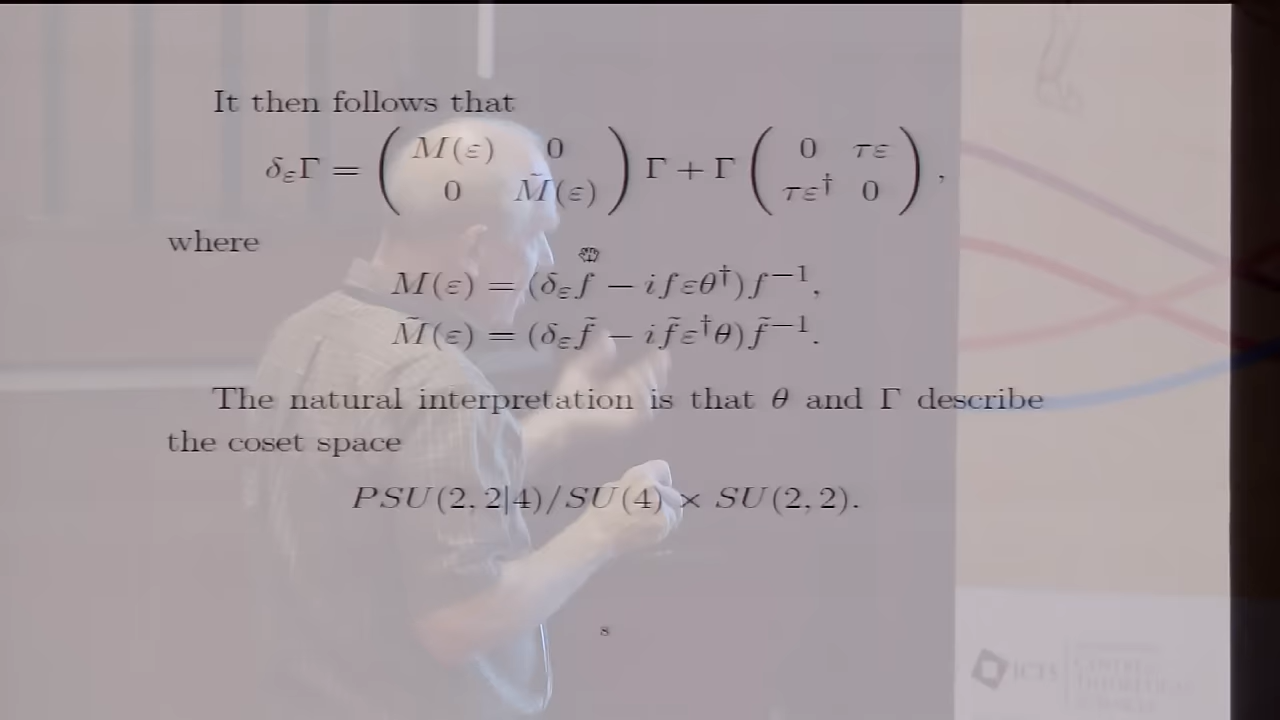 It then follows that
δ_εΓ = ( M(ε) 0 ; 0 M̃(ε) ) Γ + Γ ( 0 τε ; τε† 0 ) ,
where
M(ε) = (δ_ε f − i f ε θ†) f⁻¹,
M̃(ε) = (δ_ε f̃ − i f̃ ε† θ) f̃⁻¹.
The natural interpretation is that θ and Γ describe
the coset space
PSU(2, 2|4)/SU(4) × SU(2, 2).
8
ICTS